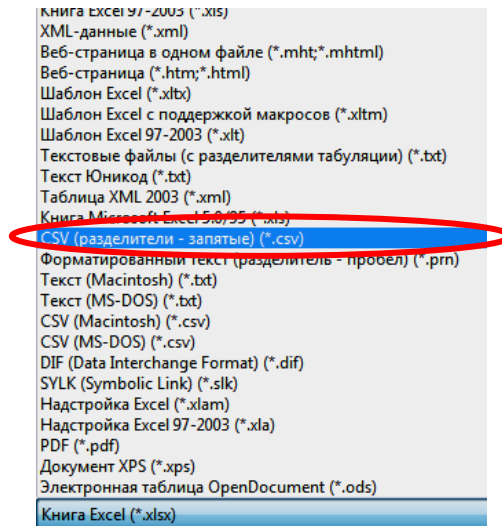 Книга Excel 97-2003 (*.xls)
XML-данные (*.xml)
Веб-страница в одном файле (*.mht;*.mhtml)
Веб-страница (*.htm;*.html)
Шаблон Excel (*.xltx)
Шаблон Excel с поддержкой макросов (*.xltm)
Шаблон Excel 97-2003 (*.xlt)
Текстовые файлы (с разделителями табуляции) (*.txt)
Текст Юникод (*.txt)
Таблица XML 2003 (*.xml)
Книга Microsoft Excel 5.0/95 (*.xls)
CSV (разделители - запятые) (*.csv)
Форматированный текст (разделитель - пробел) (*.prn)
Текст (Macintosh) (*.txt)
Текст (MS-DOS) (*.txt)
CSV (Macintosh) (*.csv)
CSV (MS-DOS) (*.csv)
DIF (Data Interchange Format) (*.dif)
SYLK (Symbolic Link) (*.slk)
Надстройка Excel (*.xlam)
Надстройка Excel 97-2003 (*.xla)
PDF (*.pdf)
Документ XPS (*.xps)
Электронная таблица OpenDocument (*.ods)
Книга Excel (*.xlsx)